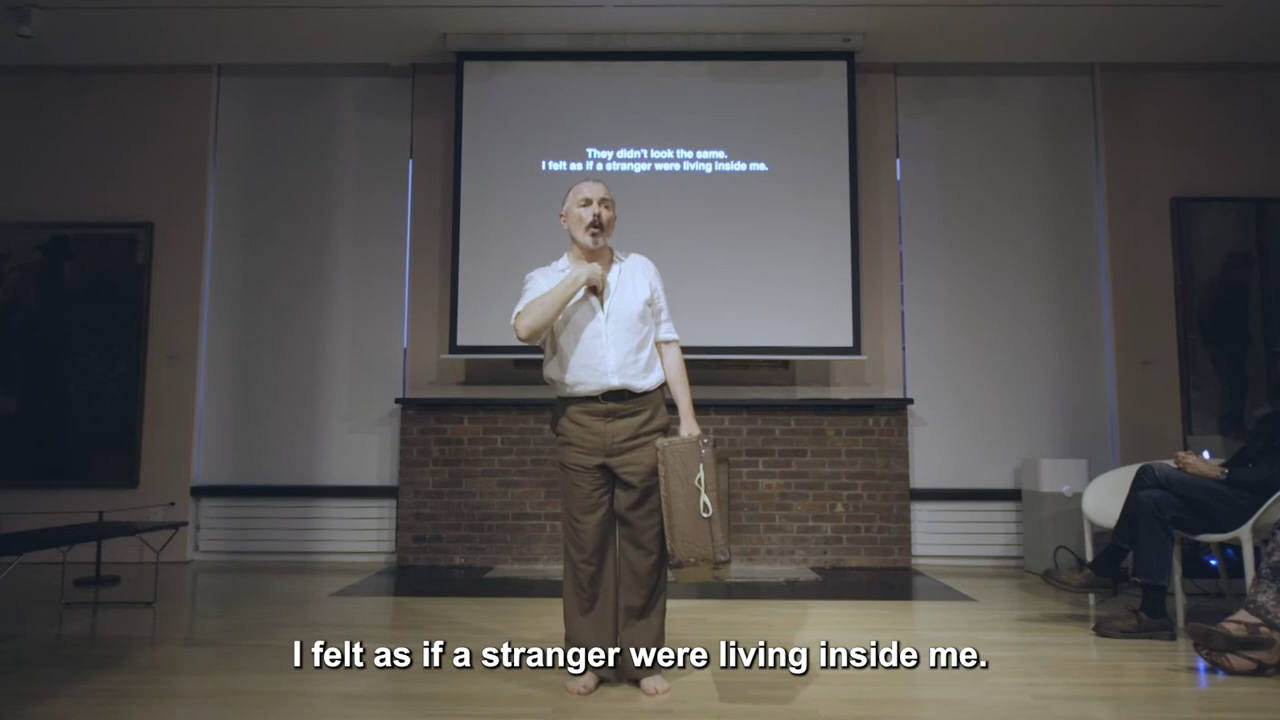 They didn't look the same.
I felt as if a stranger were living inside me.
I felt as if a stranger were living inside me.